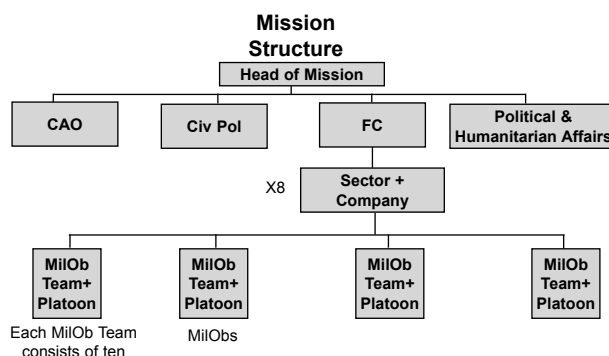 Mission
Structure
Head of Mission
CAO
Civ Pol
FC
Political &
Humanitarian Affairs
X8
Sector +
Company
MilOb
Team+
Platoon
MilOb
Team+
Platoon
MilOb
Team+
Platoon
MilOb
Team+
Platoon
Each MilOb Team
consists of ten
MilObs